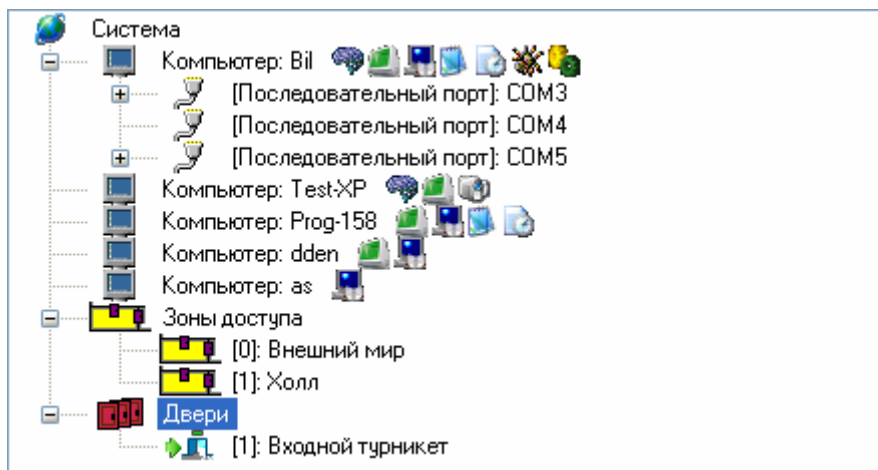 Система
Компьютер: Bil
[Последовательный порт]: COM3
[Последовательный порт]: COM4
[Последовательный порт]: COM5
Компьютер: Test-XP
Компьютер: Prog-158
Компьютер: dden
Компьютер: as
Зоны доступа
[0]: Внешний мир
[1]: Холл
Двери
[1]: Входной турникет